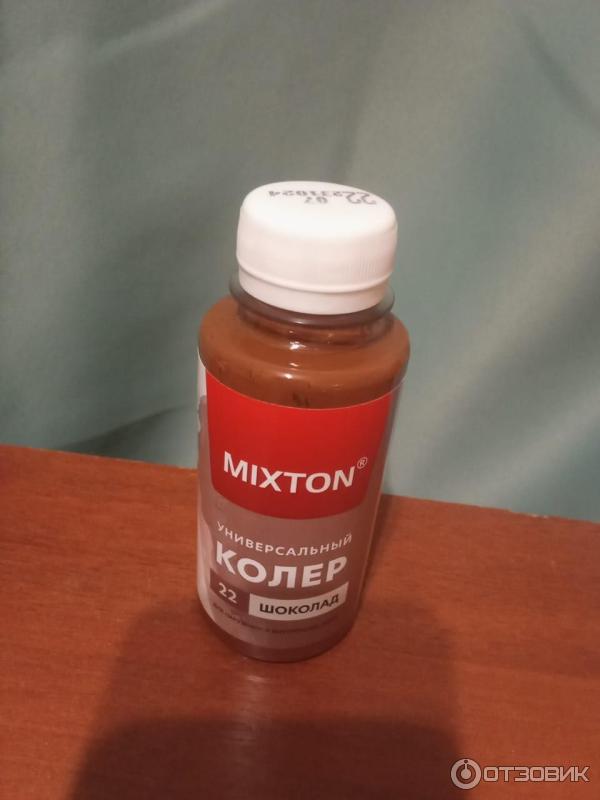 22 07
22231024
MIXTON®
УНИВЕРСАЛЬНЫЙ
КОЛЕР
22 ШОКОЛАД
ОТЗОВИК